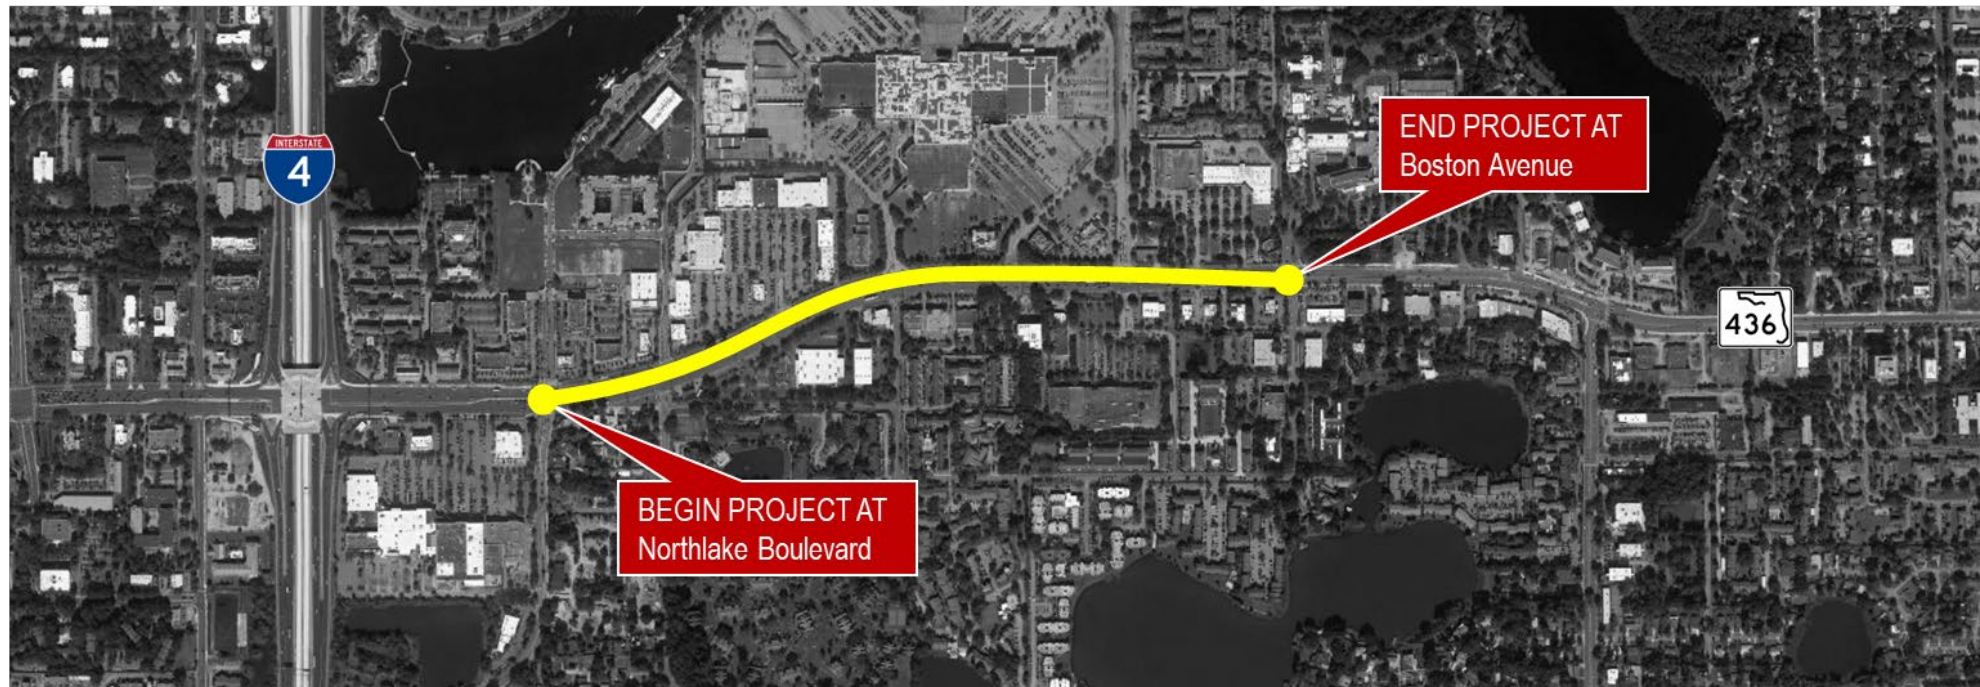 INTERSTATE
4
END PROJECT AT
Boston Avenue
436
BEGIN PROJECT AT
Northlake Boulevard